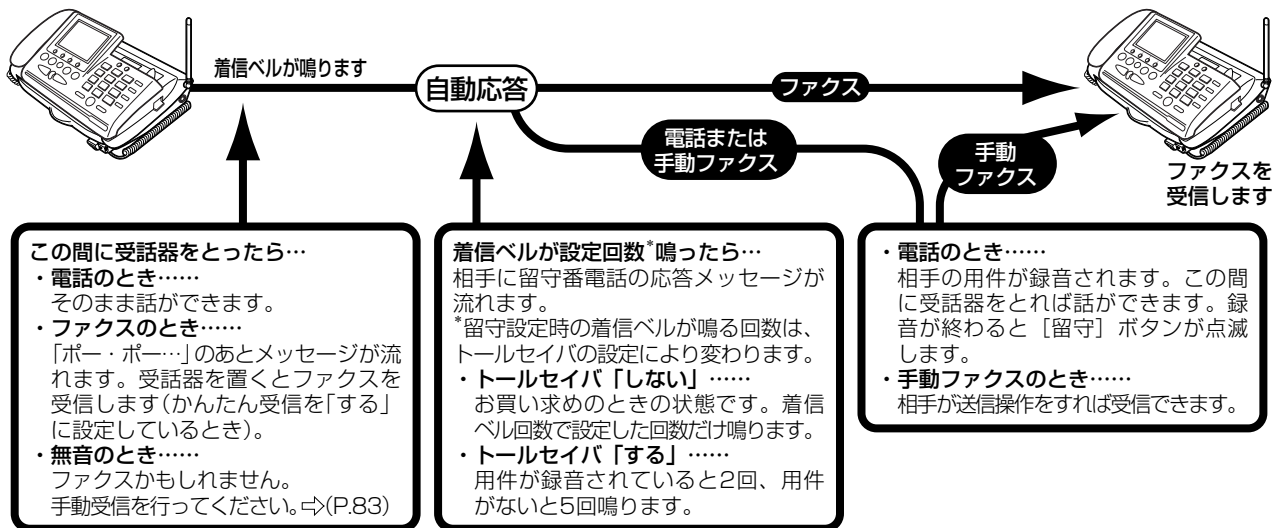 着信ベルが鳴ります
自動応答
ファクス
電話または
手動ファクス
手動
ファクス
ファクスを
受信します
この間に受話器をとったら…
・電話のとき……
そのまま話ができます。
・ファクスのとき……
「ポー・ポー…」のあとメッセージが流
れます。受話器を置くとファクスを
受信します(かんたん受信を「する」
に設定しているとき)。
・無音のとき……
ファクスかもしれません。
手動受信を行ってください。⇨(P.83)
着信ベルが設定回数*鳴ったら…
相手に留守番電話の応答メッセージが
流れます。
*留守設定時の着信ベルが鳴る回数は、
トールセイバの設定により変わります。
・トールセイバ「しない」……
お買い求めのときの状態です。着信
ベル回数で設定した回数だけ鳴ります。
・トールセイバ「する」……
用件が録音されていると2回、用件
がないと5回鳴ります。
・電話のとき……
相手の用件が録音されます。この間
に受話器をとれば話ができます。録
音が終わると［留守］ボタンが点滅
します。
・手動ファクスのとき……
相手が送信操作をすれば受信できます。